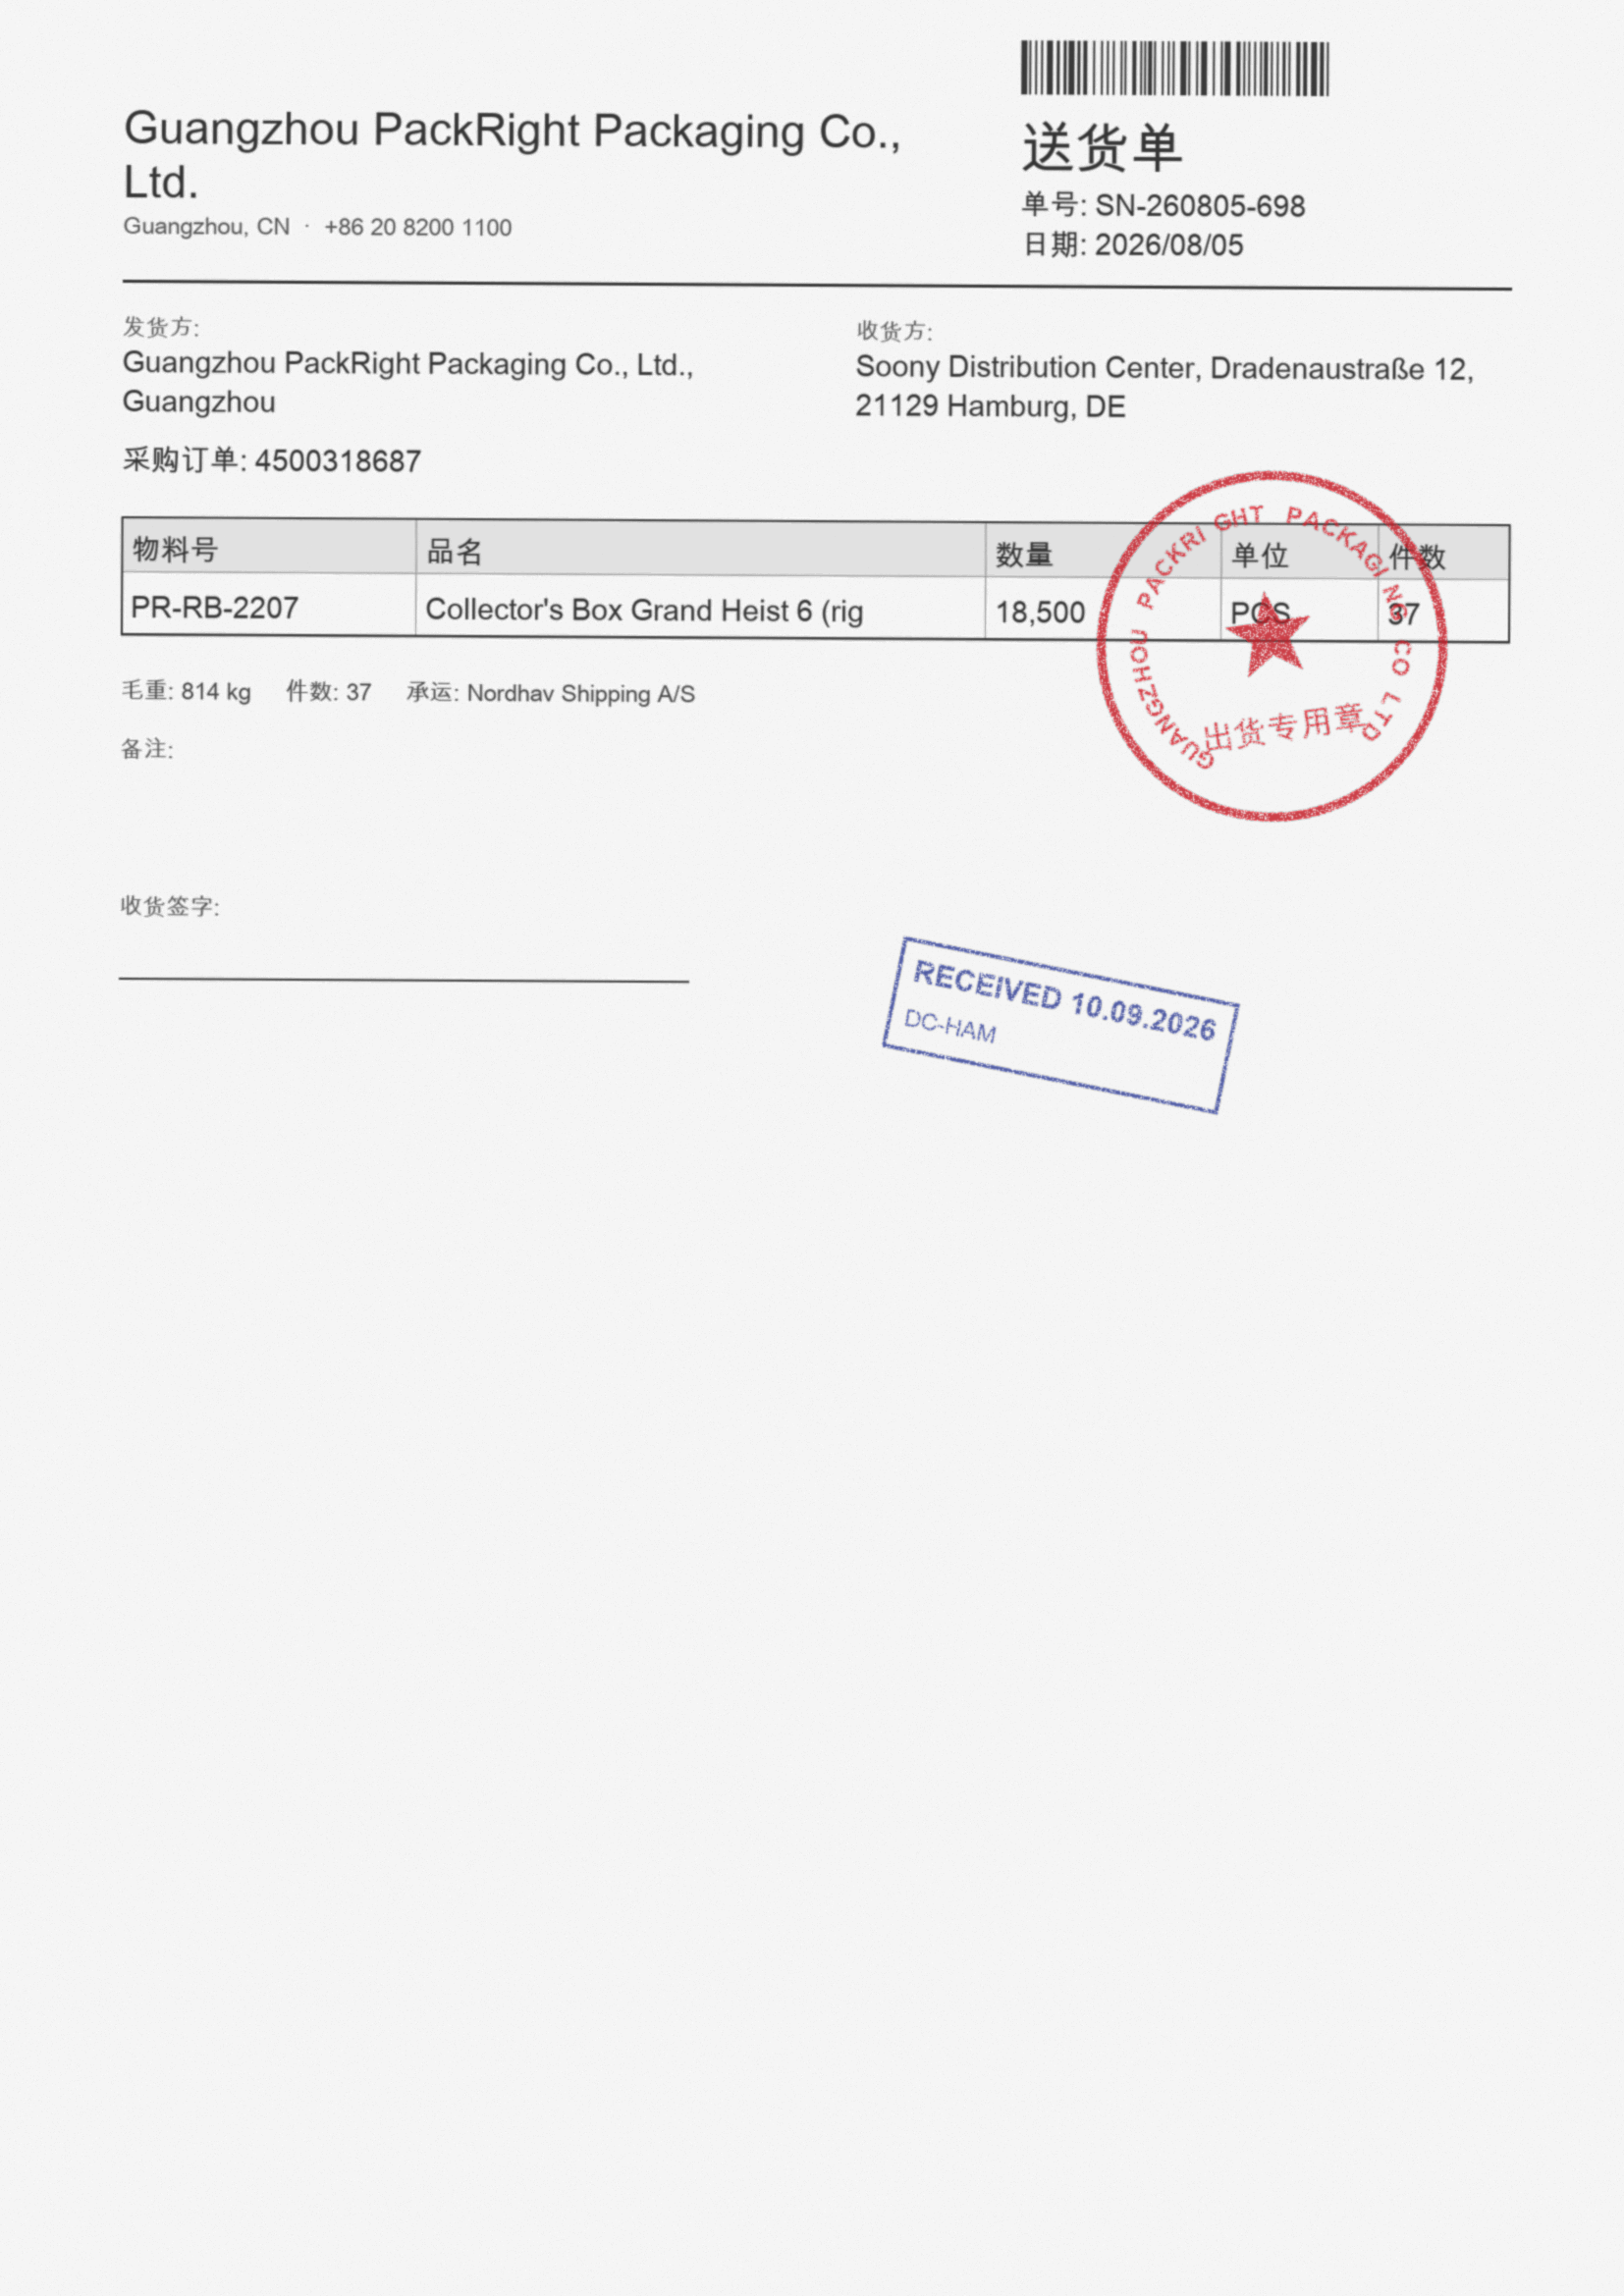 Guangzhou PackRight Packaging Co., Ltd.
Guangzhou, CN · +86 20 8200 1100
送货单
单号: SN-260805-698
日期: 2026/08/05
发货方:
Guangzhou PackRight Packaging Co., Ltd.,
Guangzhou
收货方:
Soony Distribution Center, Dradenaustraße 12,
21129 Hamburg, DE
采购订单: 4500318687
物料号 品名 数量 单位 件数
PR-RB-2207 Collector's Box Grand Heist 6 (rig 18,500 PCS 37
GUANGZHOU PACKRIGHT PACKAGING CO LTD
出货专用章
毛重: 814 kg 件数: 37 承运: Nordhav Shipping A/S
备注:
收货签字:
RECEIVED 10.09.2026
DC-HAM